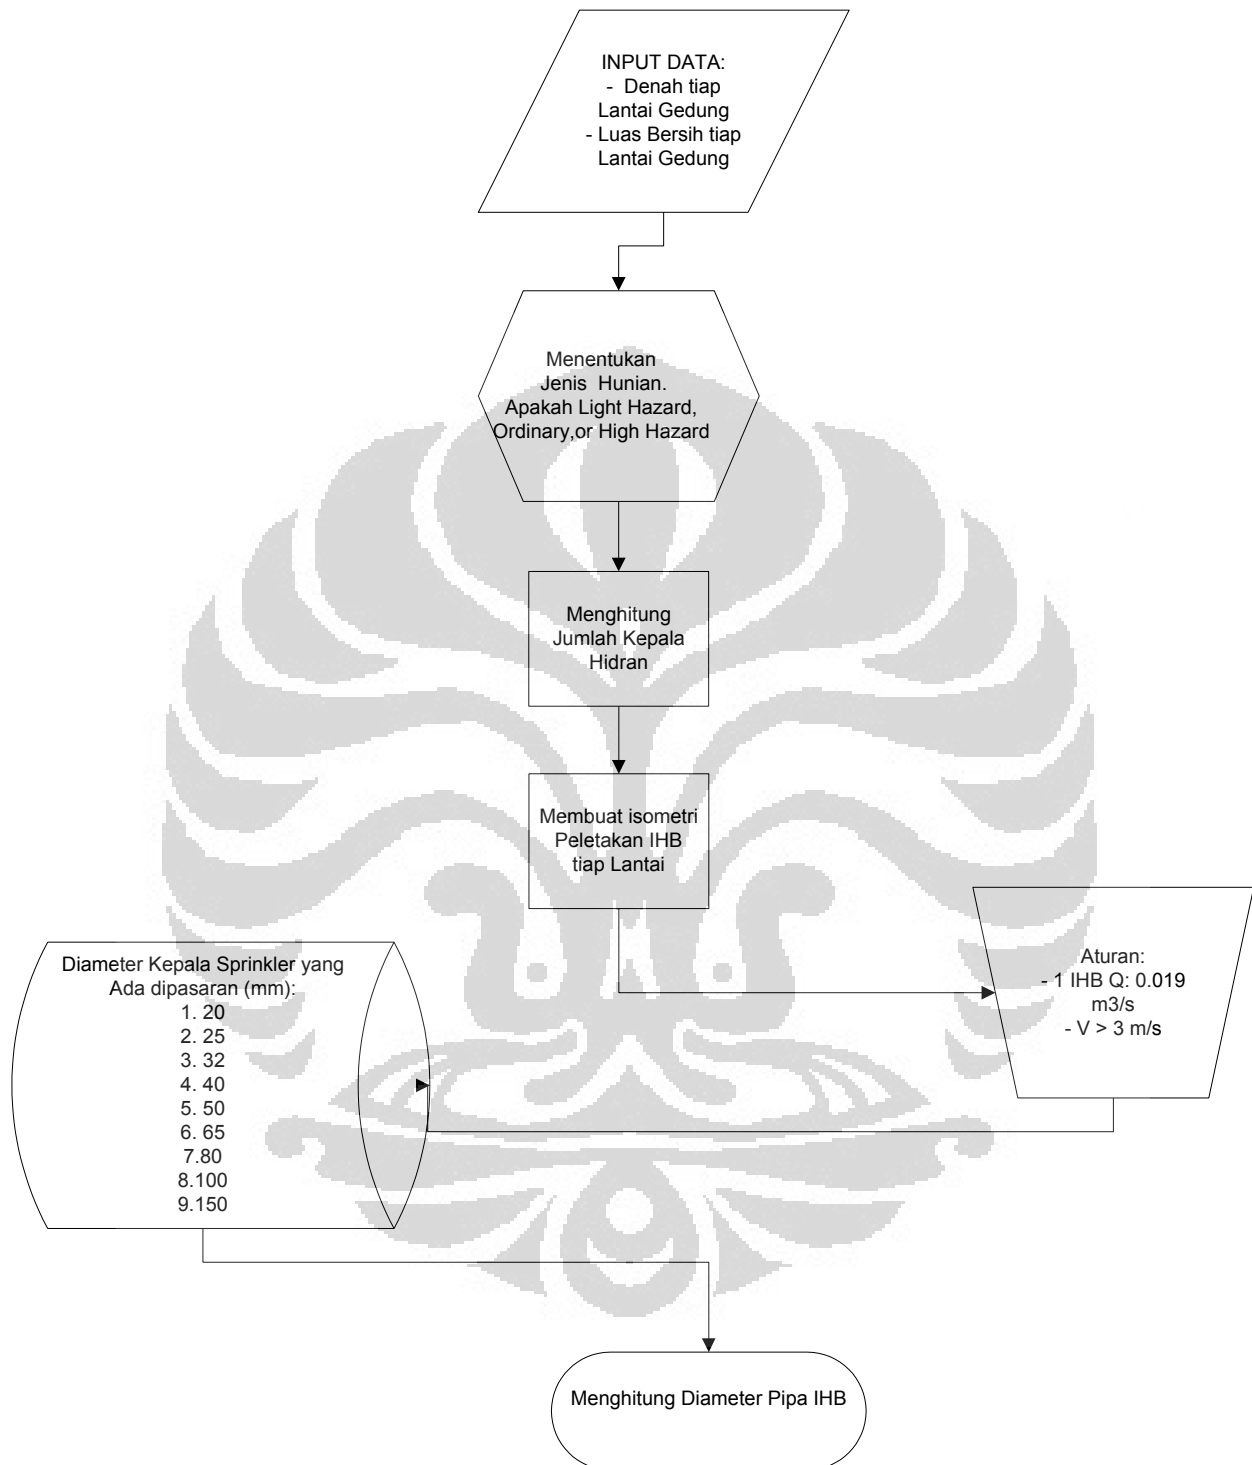 INPUT DATA:
- Denah tiap
Lantai Gedung
- Luas Bersih tiap
Lantai Gedung
Menentukan
Jenis Hunian.
Apakah Light Hazard,
Ordinary,or High Hazard
Menghitung
Jumlah Kepala
Hidran
Membuat isometri
Peletakan IHB
tiap Lantai
Aturan:
- 1 IHB Q: 0.019
m3/s
- V > 3 m/s
Diameter Kepala Sprinkler yang
Ada dipasaran (mm):
1. 20
2. 25
3. 32
4. 40
5. 50
6. 65
7.80
8.100
9.150
Menghitung Diameter Pipa IHB